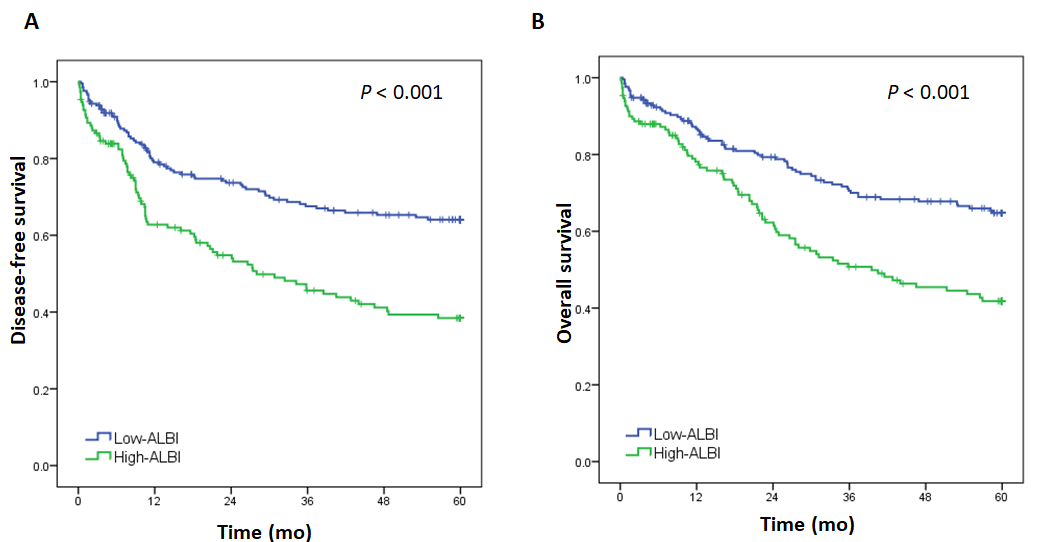 A
B
P < 0.001
P < 0.001
1.0
0.8
0.6
0.4
0.2
0.0
1.0
0.8
0.6
0.4
0.2
0.0
Disease-free survival
Overall survival
Low-ALBI
High-ALBI
Low-ALBI
High-ALBI
0 12 24 36 48 60
0 12 24 36 48 60
Time (mo)
Time (mo)